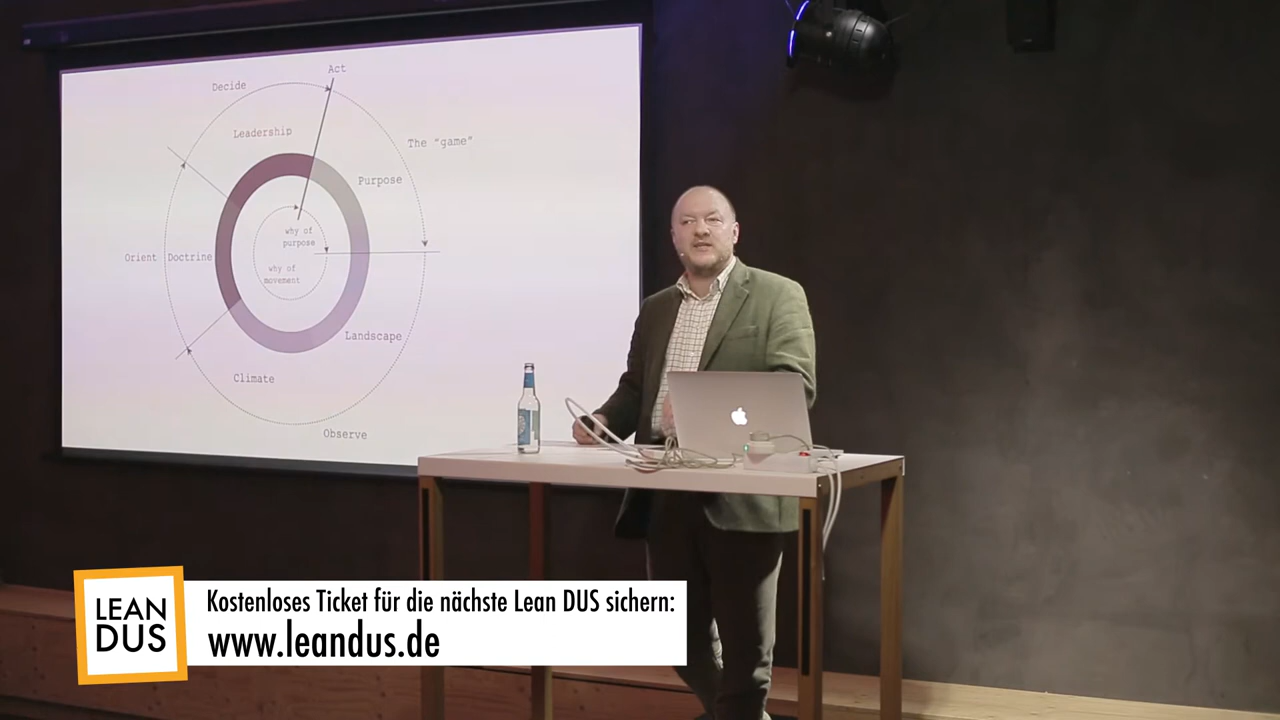 Act
Decide
Leadership
The "game"
Purpose
why of
purpose
Orient
Doctrine
why of
movement
Landscape
Climate
Observe
LEAN
DUS
Kostenloses Ticket für die nächste Lean DUS sichern:
www.leandus.de